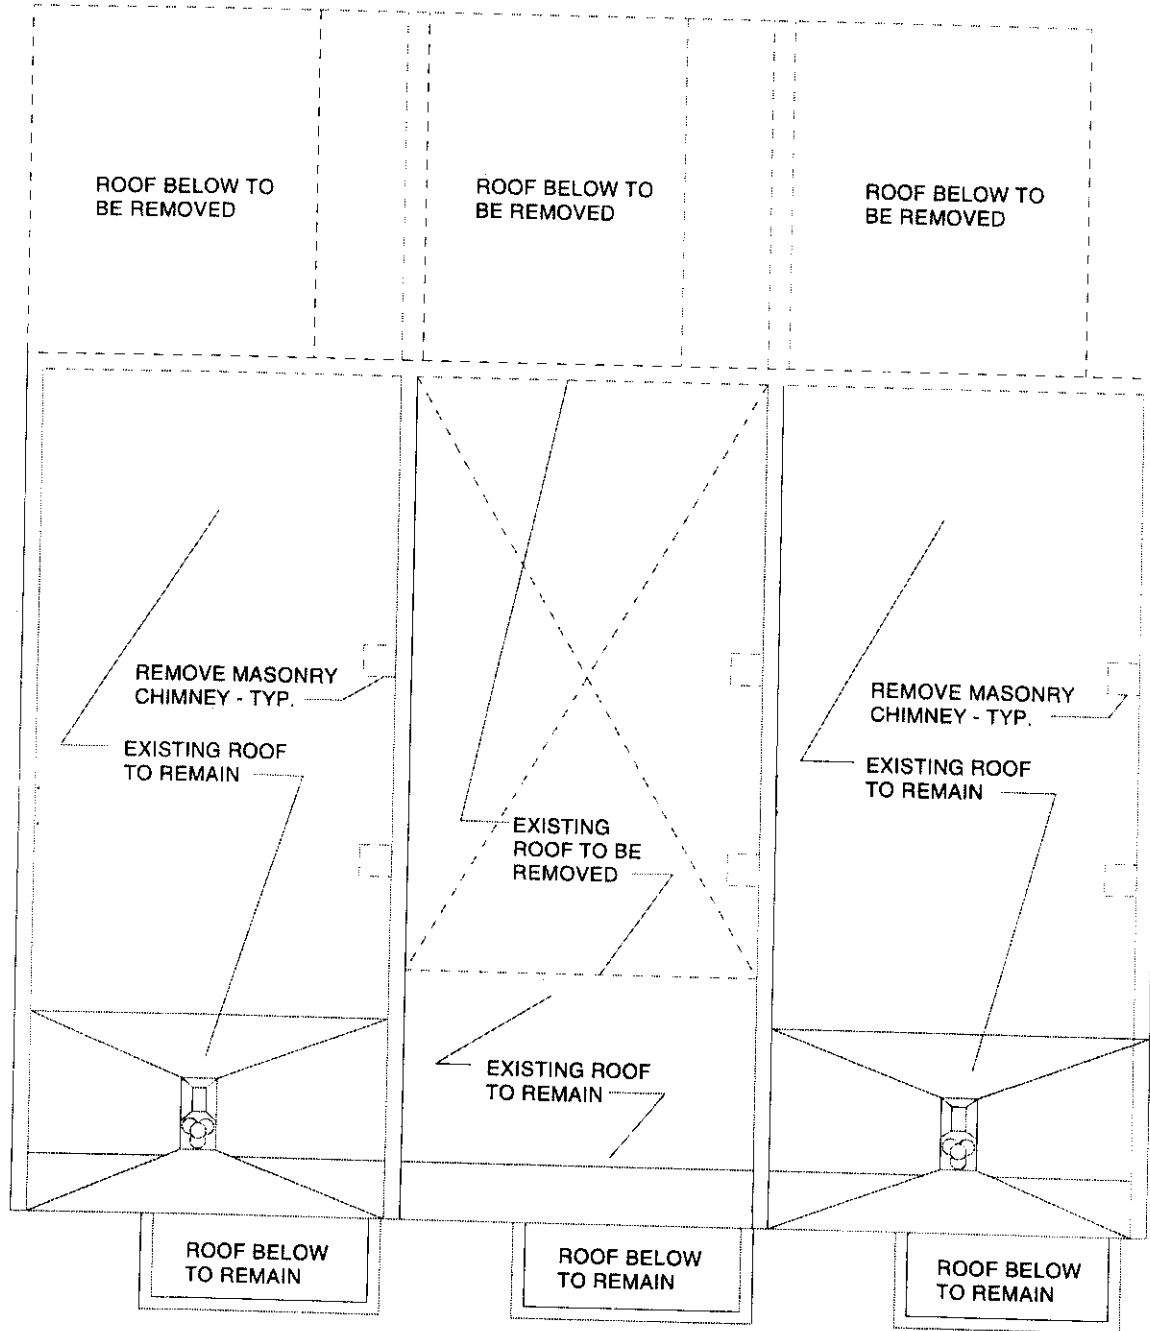 ROOF BELOW TO
BE REMOVED
ROOF BELOW TO
BE REMOVED
ROOF BELOW TO
BE REMOVED
REMOVE MASONRY
CHIMNEY - TYP.
EXISTING ROOF
TO REMAIN
EXISTING
ROOF TO BE
REMOVED
REMOVE MASONRY
CHIMNEY - TYP.
EXISTING ROOF
TO REMAIN
EXISTING ROOF
TO REMAIN
ROOF BELOW
TO REMAIN
ROOF BELOW
TO REMAIN
ROOF BELOW
TO REMAIN